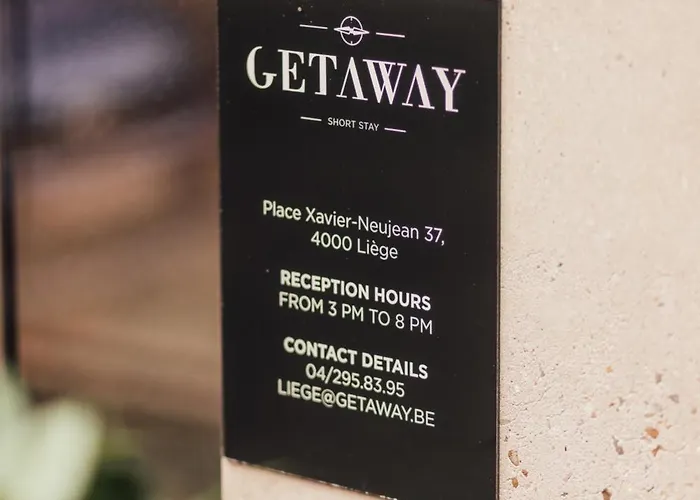 GETAWAY
SHORT STAY
Place Xavier-Neujean 37,
4000 Liège
RECEPTION HOURS
FROM 3 PM TO 8 PM
CONTACT DETAILS
04/295.83.95
LIEGE@GETAWAY.BE